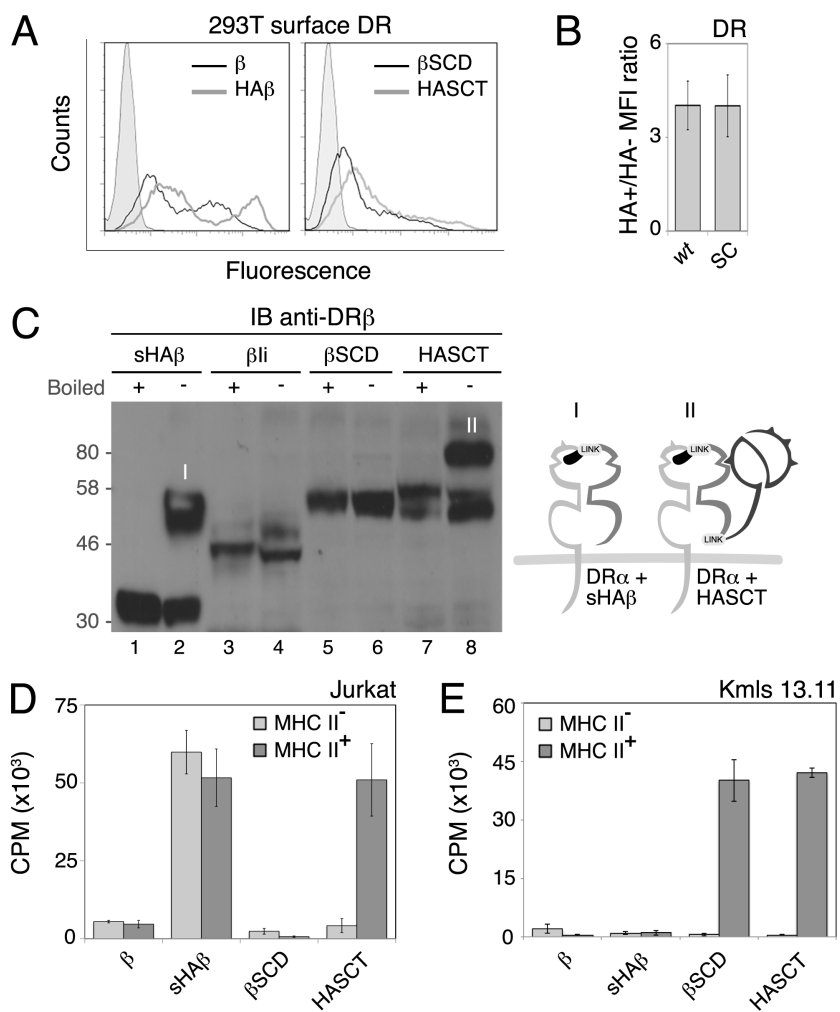 A
293T surface DR
β
HAβ
βSCD
HASCT
Counts
Fluorescence
B
DR
HA+/HA- MFI ratio
6
3
0
wt
SC
C
IB anti-DRβ
sHAβ βIi βSCD HASCT
Boiled + - + - + - + -
80
58
46
30
I
II
1 2 3 4 5 6 7 8
I II
LINK LINK
LINK
DRα + DRα +
sHAβ HASCT
D
Jurkat
MHC II-
MHC II+
CPM (x10³)
75
50
25
0
β sHAβ βSCD HASCT
E
Kmls 13.11
MHC II-
MHC II+
CPM (x10³)
60
45
30
15
0
β sHAβ βSCD HASCT